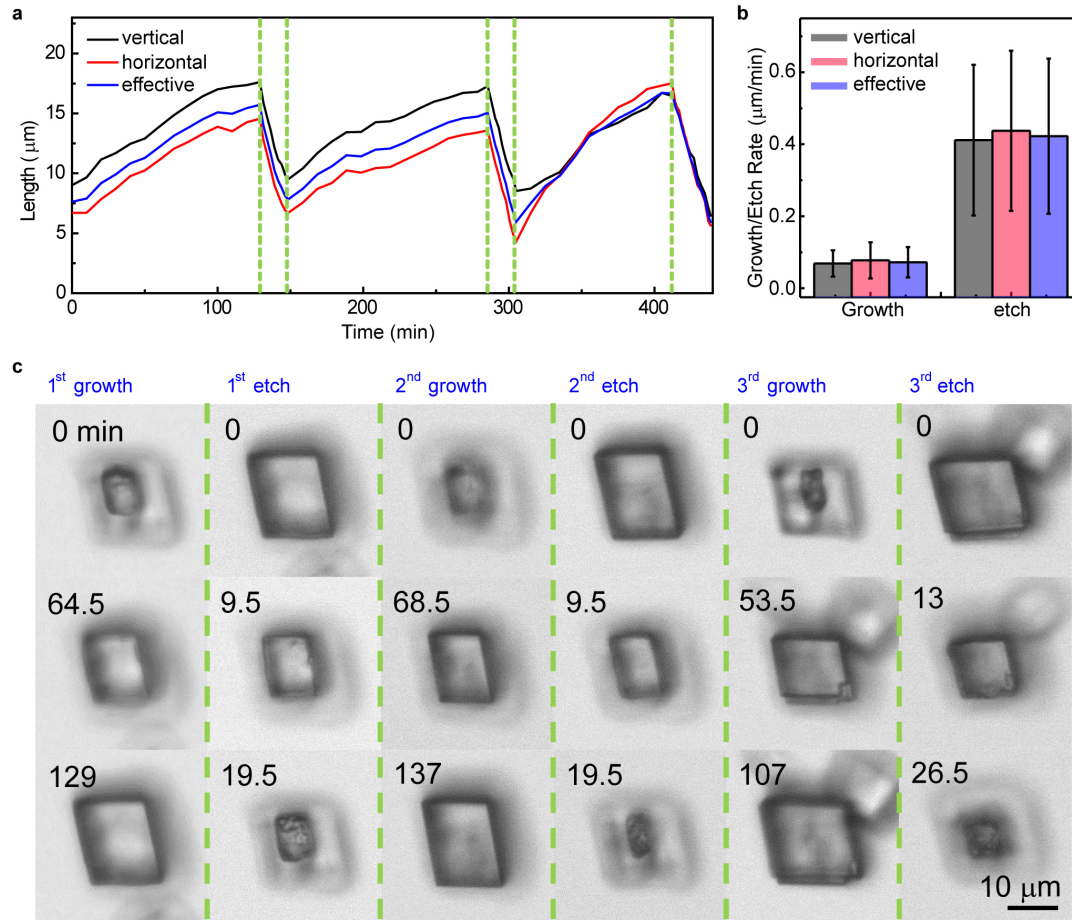 a
20
15
10
5
0
Length (μm)
vertical
horizontal
effective
0
100
200
300
400
Time (min)
b
0.6
0.4
0.2
0.0
Growth/Etch Rate (μm/min)
vertical
horizontal
effective
Growth
etch
c
1st growth
1st etch
2nd growth
2nd etch
3rd growth
3rd etch
0 min
0
0
0
0
0
64.5
9.5
68.5
9.5
53.5
13
129
19.5
137
19.5
107
26.5
10 μm